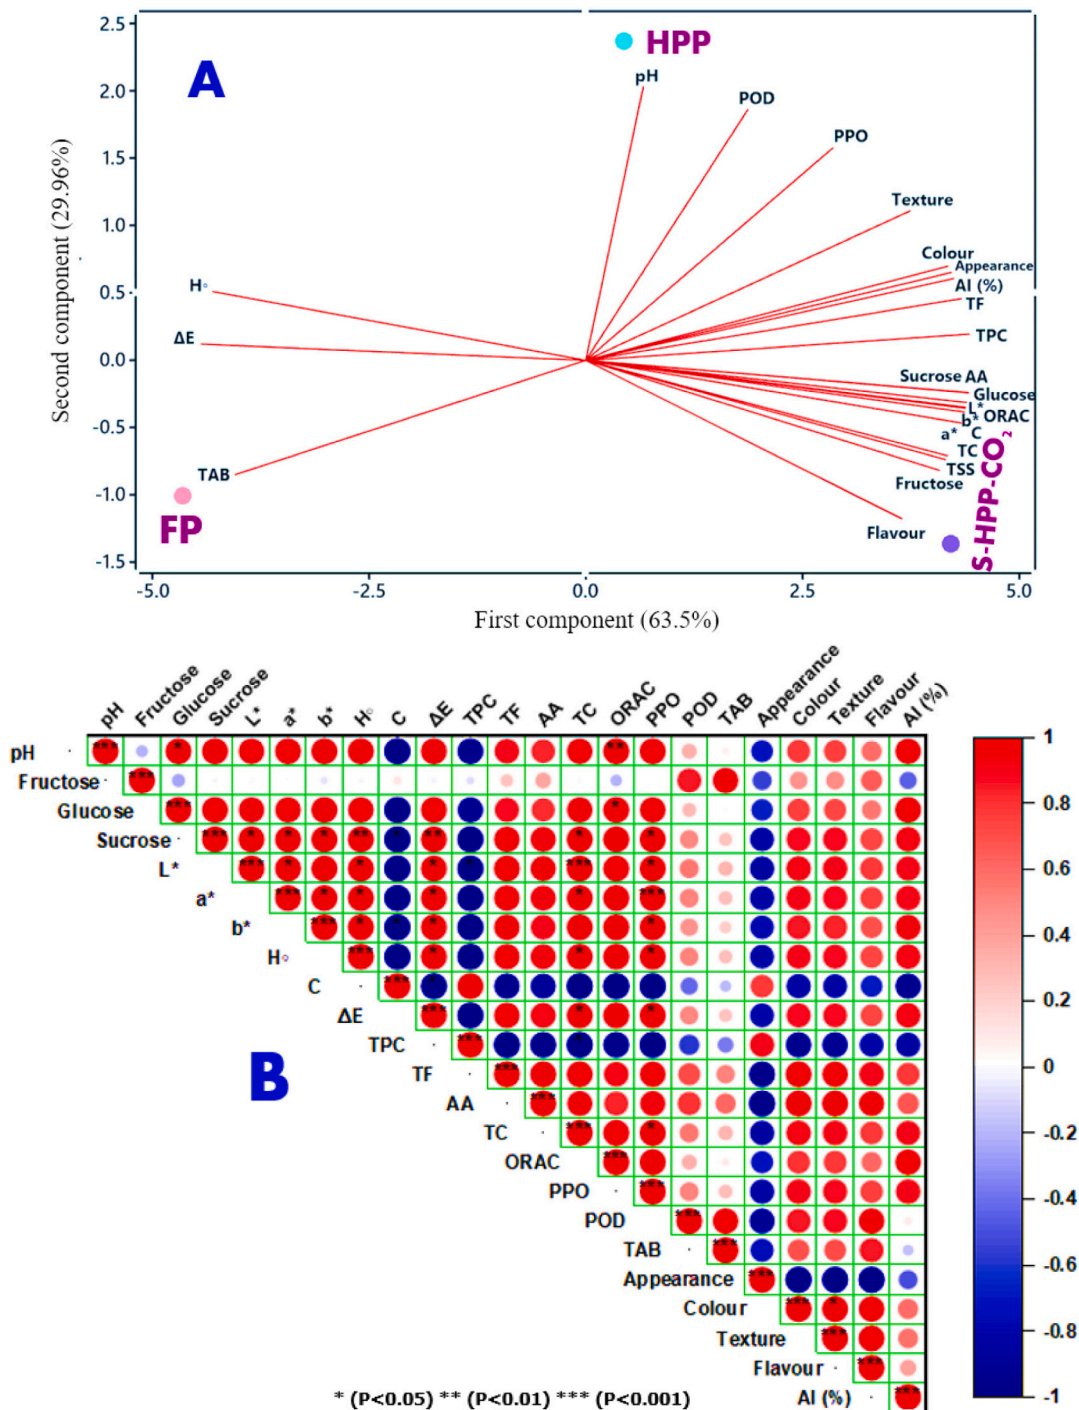 2.5
HPP
A
pH
2.0
POD
PPO
1.5
Texture
1.0
Colour
Appearance
H°
0.5
AI (%)
TF
ΔE
TPC
0.0
Sucrose AA
Glucose
L*
b* ORAC
-0.5
a* C
TC
TAB
TSS
Fructose
-1.0
FP
Flavour
S-HPP-CO₂
-1.5
Second component (29.96%)
-5.0 -2.5 0.0 2.5 5.0
First component (63.5%)
pH Fructose Glucose Sucrose L* a* b* H° C ΔE TPC TF AA TC ORAC PPO POD TAB Appearance Colour Texture Flavour AI (%)
pH *** * **
Fructose ***
Glucose *** *
Sucrose *** * * * ** * ** * *
L* *** * * * * * *** *
a* *** * * * * ***
b* *** * * * *
H° *** * * *
C *** *
ΔE *** * *
TPC *** *
B
TF ***
AA ***
TC *** *
ORAC ***
PPO ***
POD ***
TAB ***
Appearance ***
Colour *** *
Texture ***
Flavour ***
AI (%) ***
* (P<0.05) ** (P<0.01) *** (P<0.001)
1
0.8
0.6
0.4
0.2
0
-0.2
-0.4
-0.6
-0.8
-1